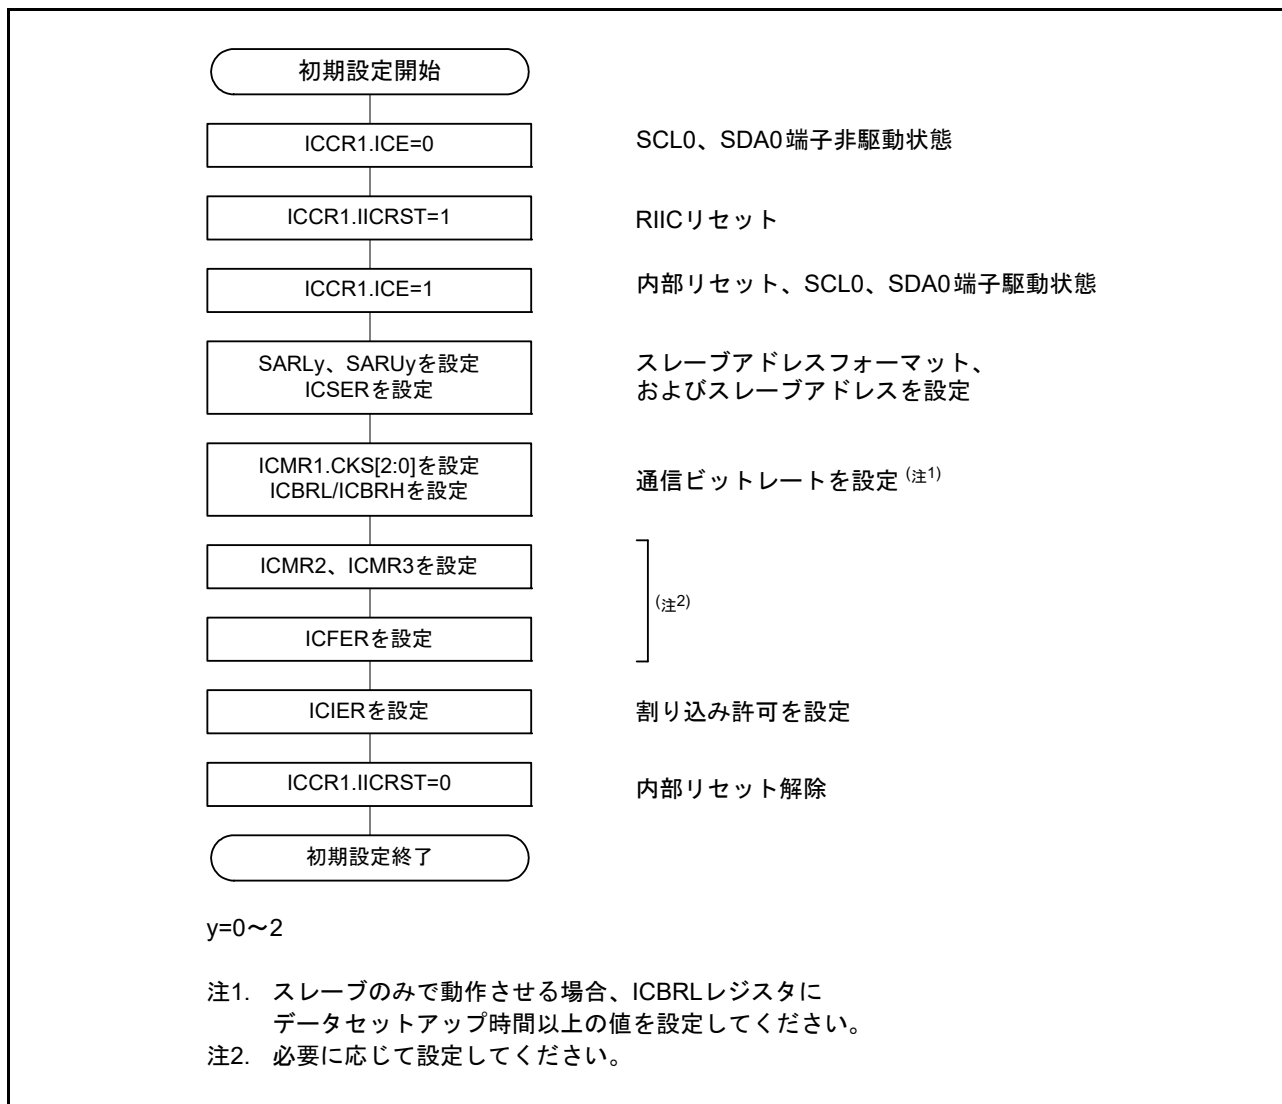 初期設定開始
ICCR1.ICE=0
SCL0、SDA0端子非駆動状態
ICCR1.IICRST=1
RIICリセット
ICCR1.ICE=1
内部リセット、SCL0、SDA0端子駆動状態
SARLy、SARUyを設定
ICSERを設定
スレーブアドレスフォーマット、
およびスレーブアドレスを設定
ICMR1.CKS[2:0]を設定
ICBRL/ICBRHを設定
通信ビットレートを設定 (注1)
ICMR2、ICMR3を設定
(注2)
ICFERを設定
ICIERを設定
割り込み許可を設定
ICCR1.IICRST=0
内部リセット解除
初期設定終了
y=0〜2
注1. スレーブのみで動作させる場合、ICBRLレジスタに
データセットアップ時間以上の値を設定してください。
注2. 必要に応じて設定してください。